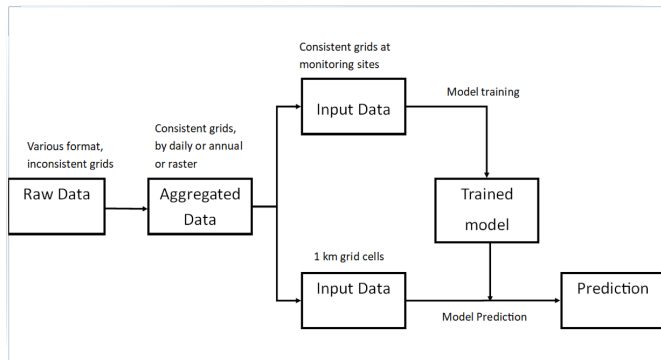 Various format,
inconsistent grids
Raw Data
Consistent grids,
by daily or annual
or raster
Aggregated
Data
Consistent grids at
monitoring sites
Input Data
Model training
Trained
model
1 km grid cells
Input Data
Model Prediction
Prediction